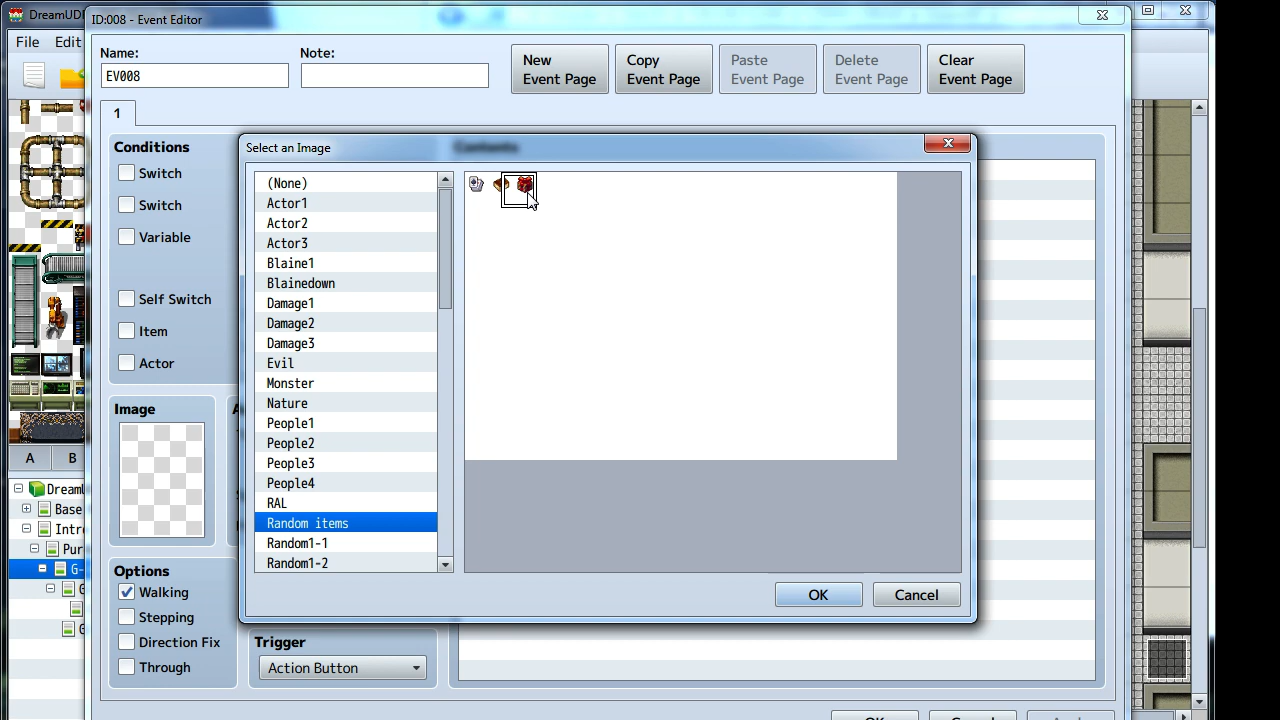 DreamUD
ID:008 - Event Editor
File Edit
Name:
Note:
EV008
New Event Page
Copy Event Page
Paste Event Page
Delete Event Page
Clear Event Page
1
Conditions
Switch
Switch
Variable
Self Switch
Item
Actor
Image
Options
Walking
Stepping
Direction Fix
Through
Trigger
Action Button
Contents
Select an Image
(None)
Actor1
Actor2
Actor3
Blaine1
Blainedown
Damage1
Damage2
Damage3
Evil
Monster
Nature
People1
People2
People3
People4
RAL
Random items
Random1-1
Random1-2
OK
Cancel
A B
Dream
Base
Intr
Pur
G-
G
G